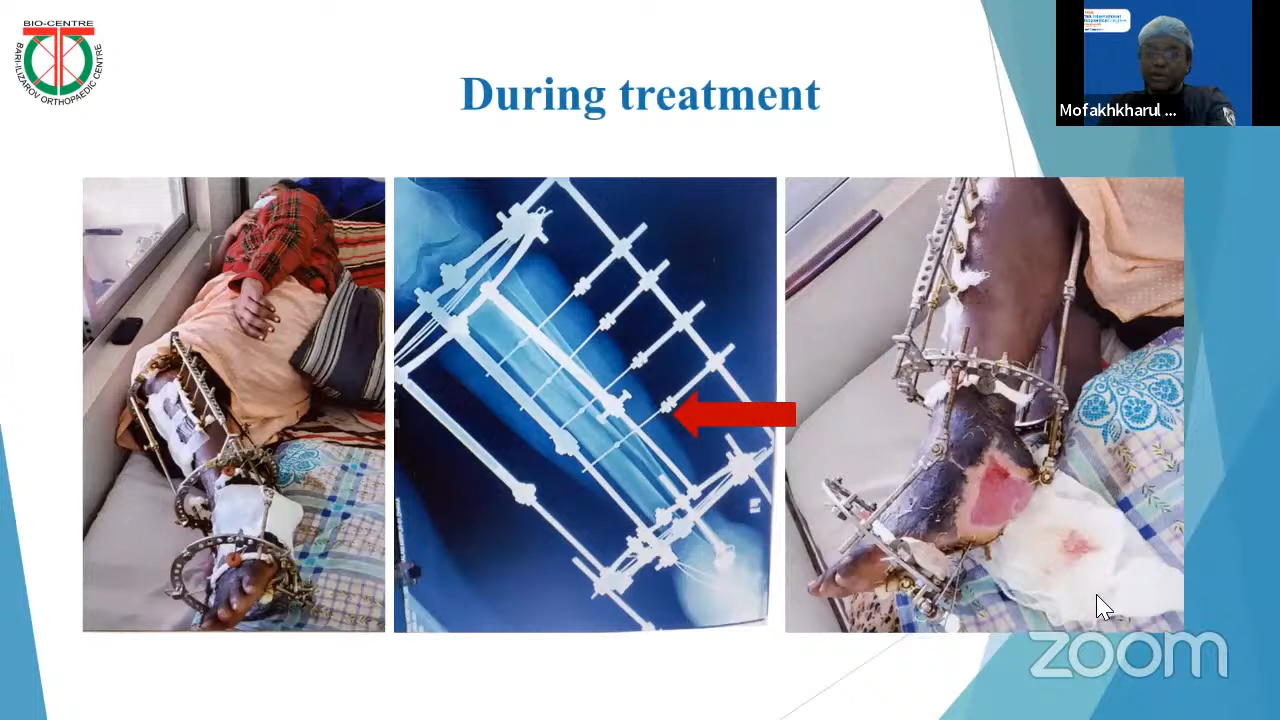 BIO-CENTRE
BARI-ILIZAROV ORTHOPAEDIC CENTRE
During treatment
Mofakhkharul ...
zoom